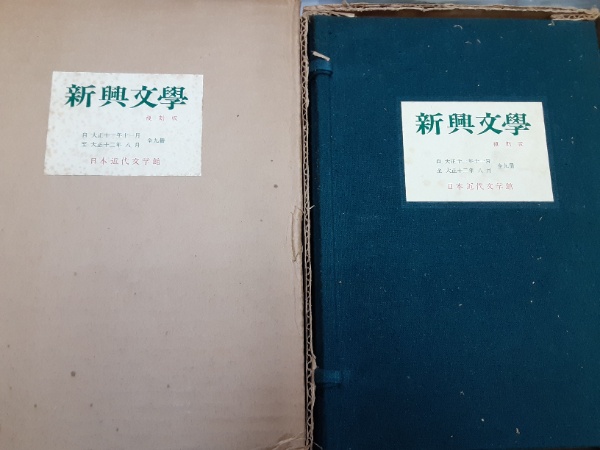 新興文學
復刻版
自 大正十一年十一月
至 大正十二年 八 月
全九冊
日本近代文学館
新興文學
復刻版
自 大正十一年十一月
至 大正十二年 八 月
全九冊
日本近代文学館